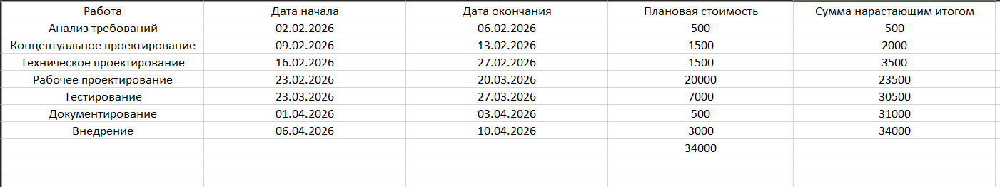 Работа Дата начала Дата окончания Плановая стоимость Сумма нарастающим итогом
Анализ требований 02.02.2026 06.02.2026 500 500
Концептуальное проектирование 09.02.2026 13.02.2026 1500 2000
Техническое проектирование 16.02.2026 27.02.2026 1500 3500
Рабочее проектирование 23.02.2026 20.03.2026 20000 23500
Тестирование 23.03.2026 27.03.2026 7000 30500
Документирование 01.04.2026 03.04.2026 500 31000
Внедрение 06.04.2026 10.04.2026 3000 34000
34000